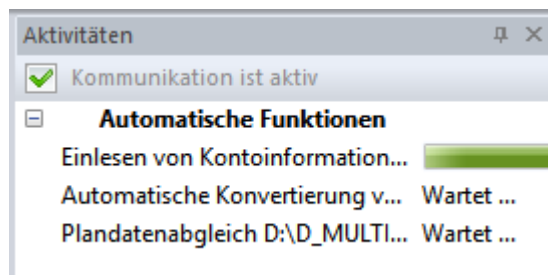 Aktivitäten
Kommunikation ist aktiv
Automatische Funktionen
Einlesen von Kontoinformation...
Automatische Konvertierung v... Wartet ...
Plandatenabgleich D:\D_MULTI... Wartet ...